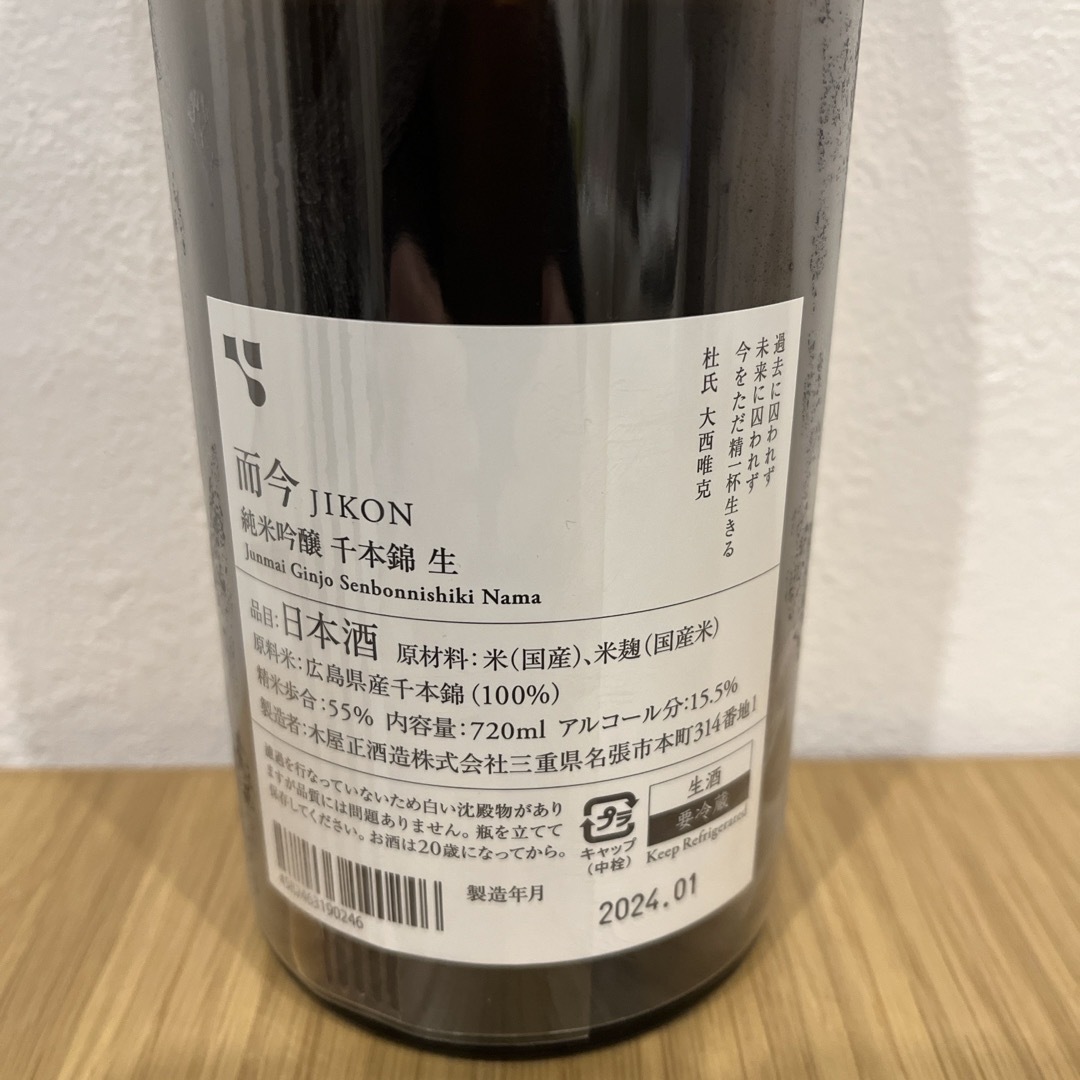 過去に囚われず
未来に囚われず
今をただ精一杯生きる
杜氏 大西唯克
而今 JIKON
純米吟醸 千本錦 生
Junmai Ginjo Senbonnishiki Nama
品目:日本酒 原材料:米(国産)、米麹(国産米)
原料米:広島県産千本錦(100%)
精米歩合:55% 内容量:720ml アルコール分:15.5%
製造者:木屋正酒造株式会社三重県名張市本町314番地1
濾過を行なっていないため白い沈殿物があり
ますが品質には問題ありません。瓶を立てて
保存してください。お酒は20歳になってから。
プラ
キャップ
(中栓)
生酒
要冷蔵
Keep Refrigerated
製造年月
2024.01